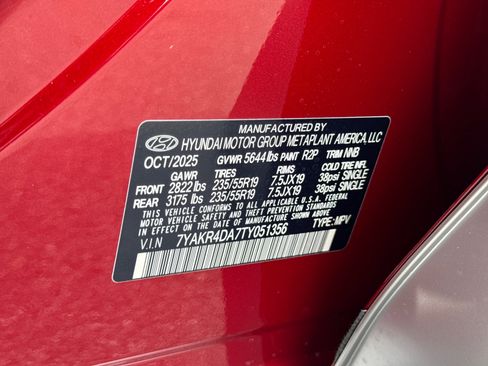 MANUFACTURED BY
HYUNDAI MOTOR GROUP METAPLANT AMERICA, LLC
OCT/2025 GVWR 5644 lbs PAINT R2P TRIM NNB
TIRES RIMS COLD TIRE INFL
FRONT 2822 lbs 235/55R19 7.5JX19 38psi SINGLE
REAR 3175 lbs 235/55R19 7.5JX19 38psi SINGLE
THIS VEHICLE CONFORMS TO ALL APPLICABLE U.S.A. FEDERAL
MOTOR VEHICLE SAFETY, BUMPER, AND THEFT PREVENTION STANDARDS
IN EFFECT ON THE DATE OF MANUFACTURE SHOWN ABOVE.
V.I.N 7YAKR4DA7TY051356 TYPE:MPV